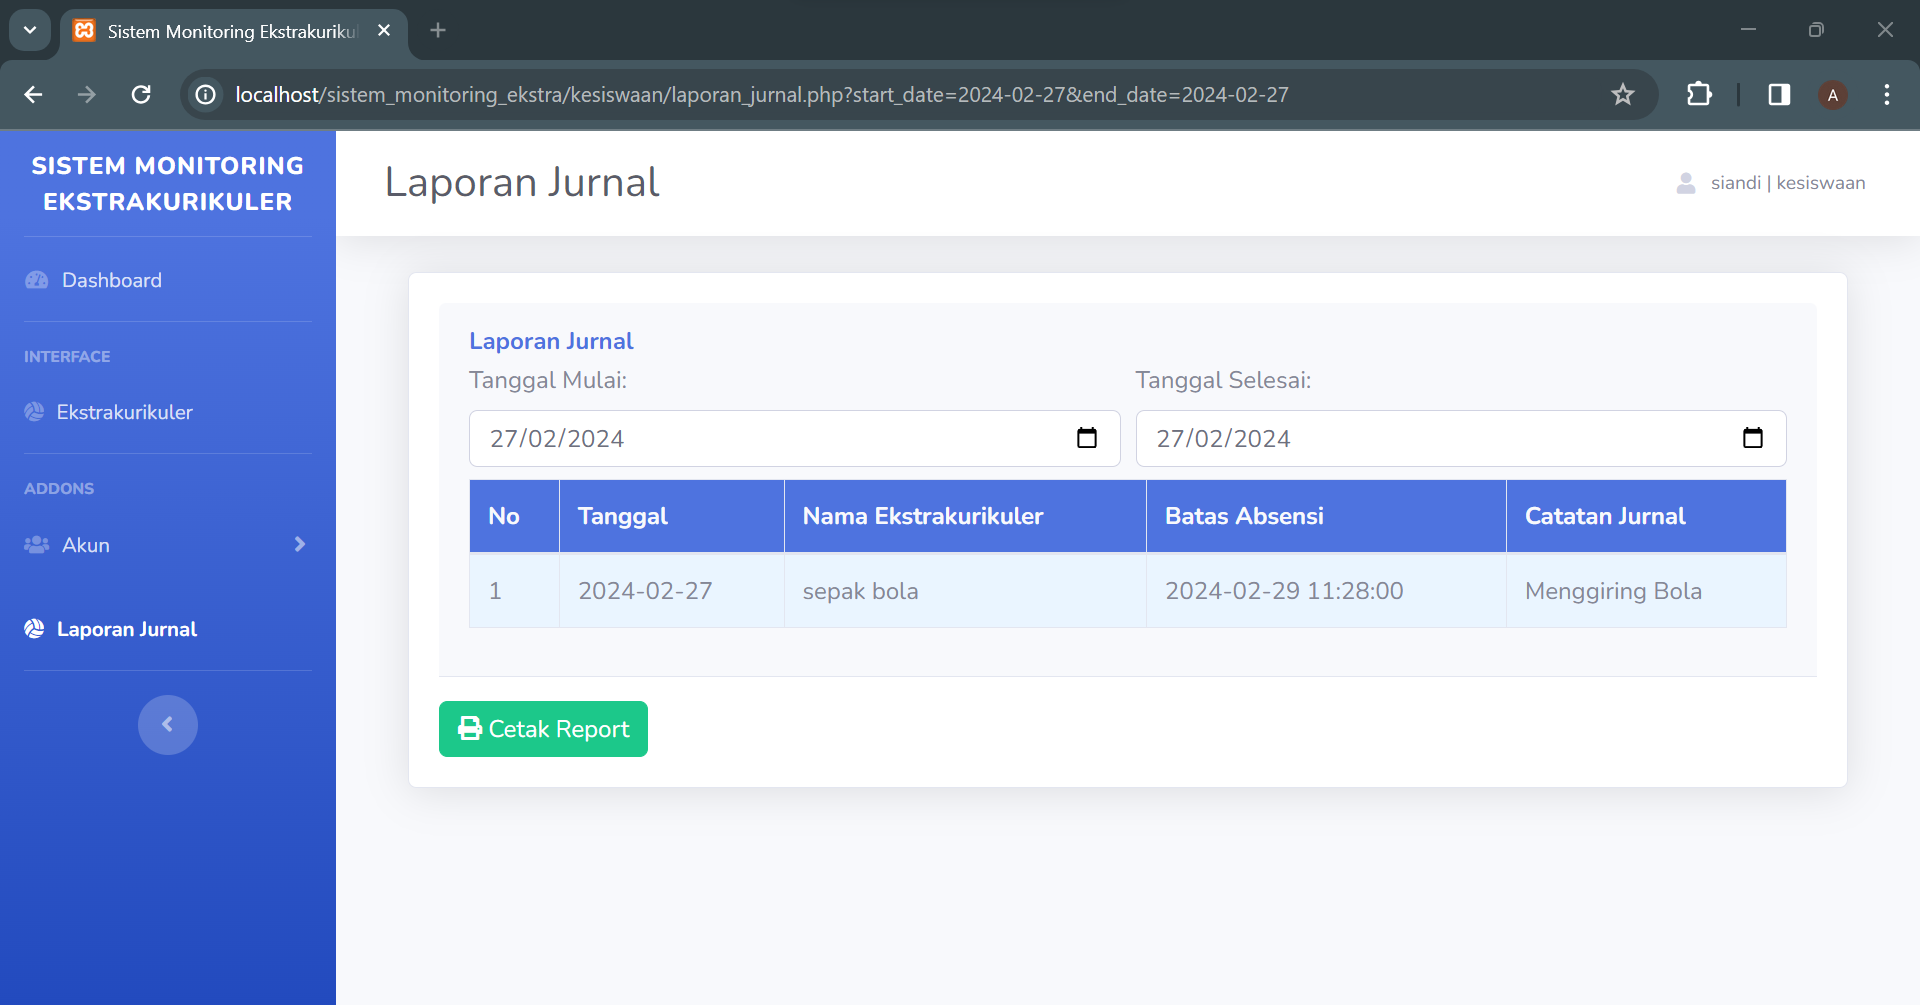 Sistem Monitoring Ekstrakuriku
localhost/sistem_monitoring_ekstra/kesiswaan/laporan_jurnal.php?start_date=2024-02-27&end_date=2024-02-27
A
SISTEM MONITORING
EKSTRAKURIKULER
Dashboard
INTERFACE
Ekstrakurikuler
ADDONS
Akun
Laporan Jurnal
Laporan Jurnal
siandi | kesiswaan
Laporan Jurnal
Tanggal Mulai: Tanggal Selesai:
27/02/2024 27/02/2024
No Tanggal Nama Ekstrakurikuler Batas Absensi Catatan Jurnal
1 2024-02-27 sepak bola 2024-02-29 11:28:00 Menggiring Bola
Cetak Report